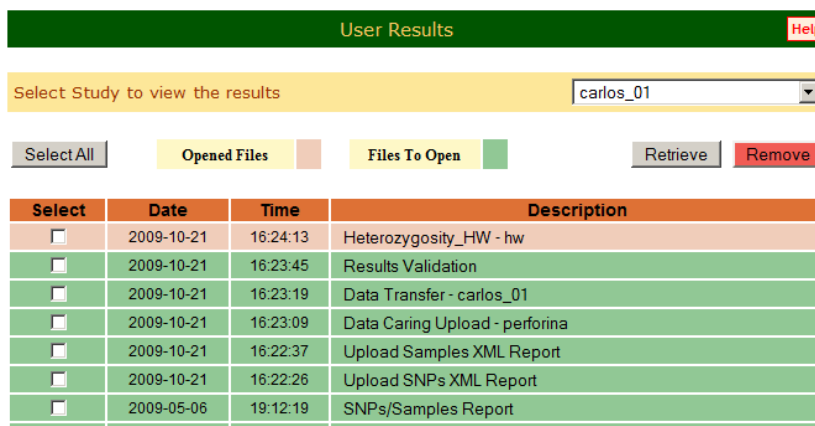 User Results
Help
Select Study to view the results carlos_01
Select All Opened Files Files To Open Retrieve Remove
Select Date Time Description
2009-10-21 16:24:13 Heterozygosity_HW - hw
2009-10-21 16:23:45 Results Validation
2009-10-21 16:23:19 Data Transfer - carlos_01
2009-10-21 16:23:09 Data Caring Upload - perforina
2009-10-21 16:22:37 Upload Samples XML Report
2009-10-21 16:22:26 Upload SNPs XML Report
2009-05-06 19:12:19 SNPs/Samples Report